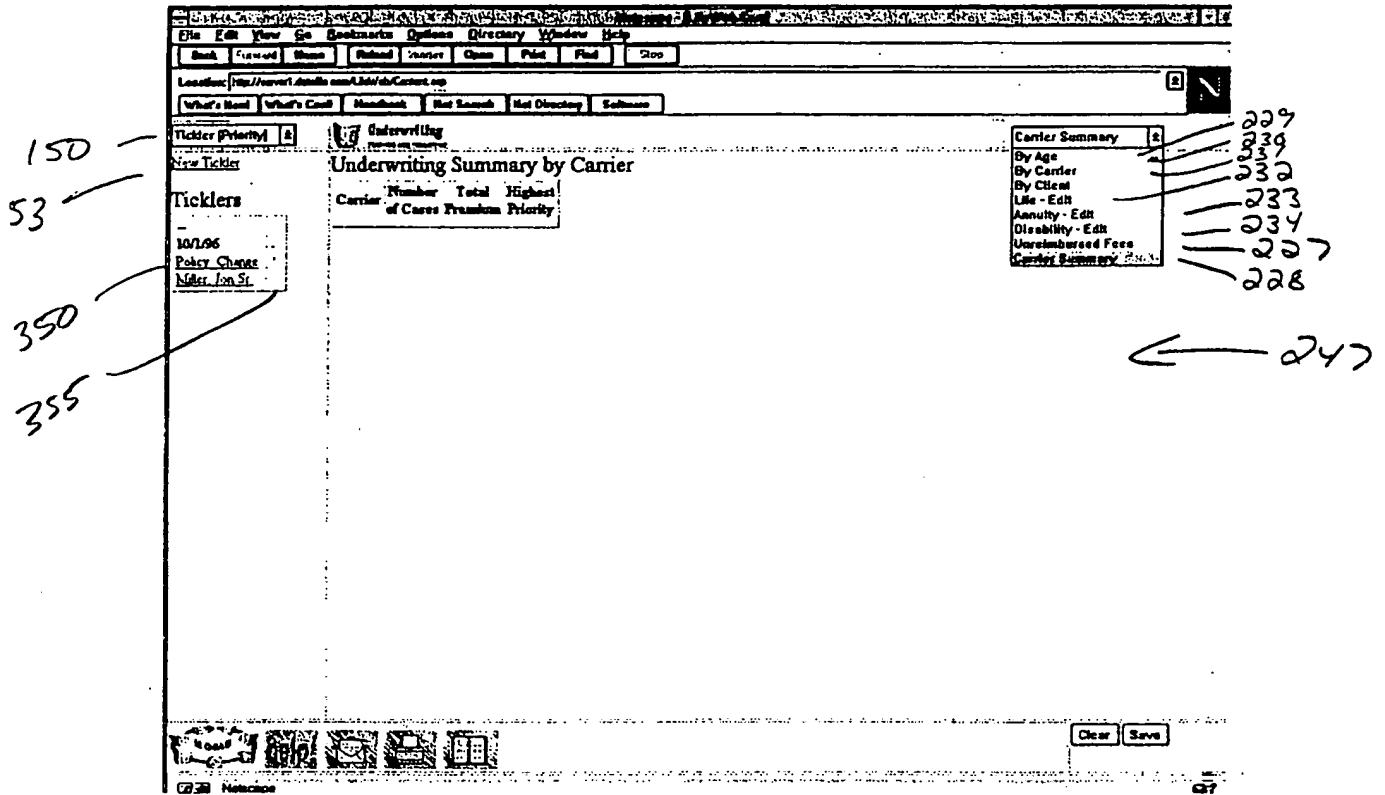 File Edit View Go Bookmarks Options Directory Window Help
Back Forward Home Reload Open Print Find Stop
Location:
What's New! What's Cool! Handbook Net Search Net Directory Software
Tickler [Priority]
Underwriting
Carrier Summary
New Tickler
Underwriting Summary by Carrier
By Age
By Carrier
By Client
Life - Edit
Annuity - Edit
Disability - Edit
Unreimbursed Fees
Carrier Summary
Carrier Number of Cases Total Premium Highest Priority
Ticklers
10/1/96
Policy Change
Miller, Jon Sr.
150
53
350
355
229
230
231
232
233
234
227
228
247
help
Clear Save
Netscape